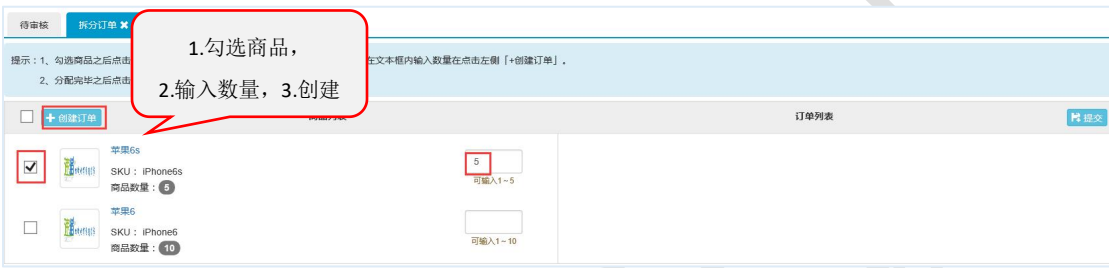 待审核 拆分订单 ✖
1.勾选商品，
2.输入数量，3.创建
提示：1、勾选商品之后点击 在文本框内输入数量在点击左侧「+创建订单」.
2、分配完毕之后点击
+ 创建订单 商品列表 订单列表 提交
苹果6s
SKU： iPhone6s
商品数量：5
5
可输入1~5
苹果6
SKU： iPhone6
商品数量：10
可输入1~10